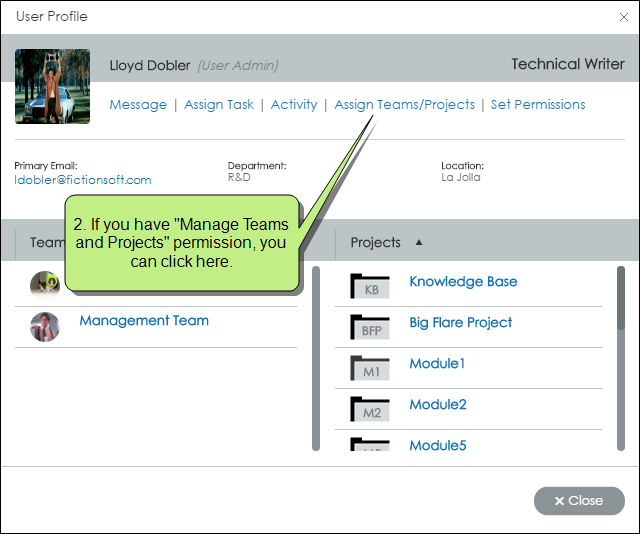 User Profile
Lloyd Dobler (User Admin)
Technical Writer
Message | Assign Task | Activity | Assign Teams/Projects | Set Permissions
Primary Email:
ldobler@fictionsoft.com
Department:
R&D
Location:
La Jolla
2. If you have "Manage Teams
and Projects" permission, you
can click here.
Team
Projects
KB
Knowledge Base
Management Team
BFP
Big Flare Project
M1
Module1
M2
Module2
Module5
Close